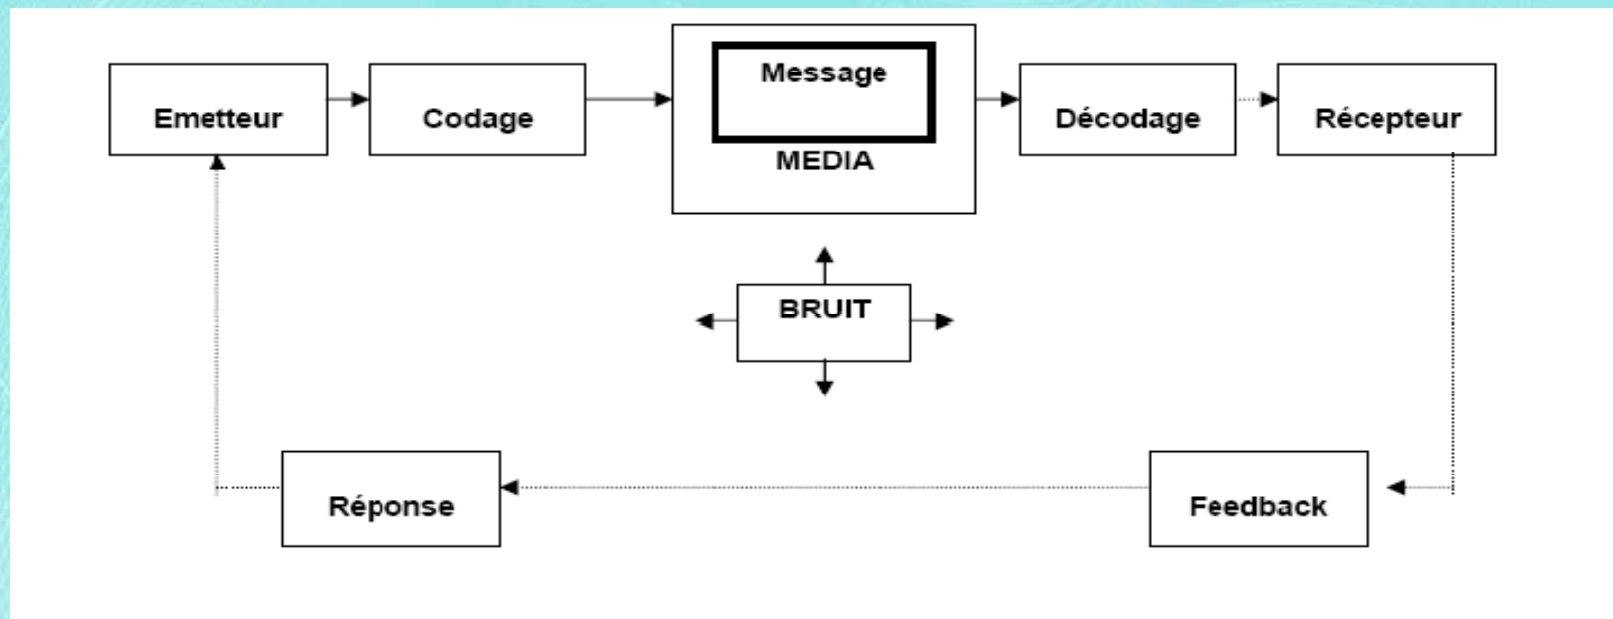 Emetteur
Codage
Message
MEDIA
Décodage
Récepteur
BRUIT
Réponse
Feedback